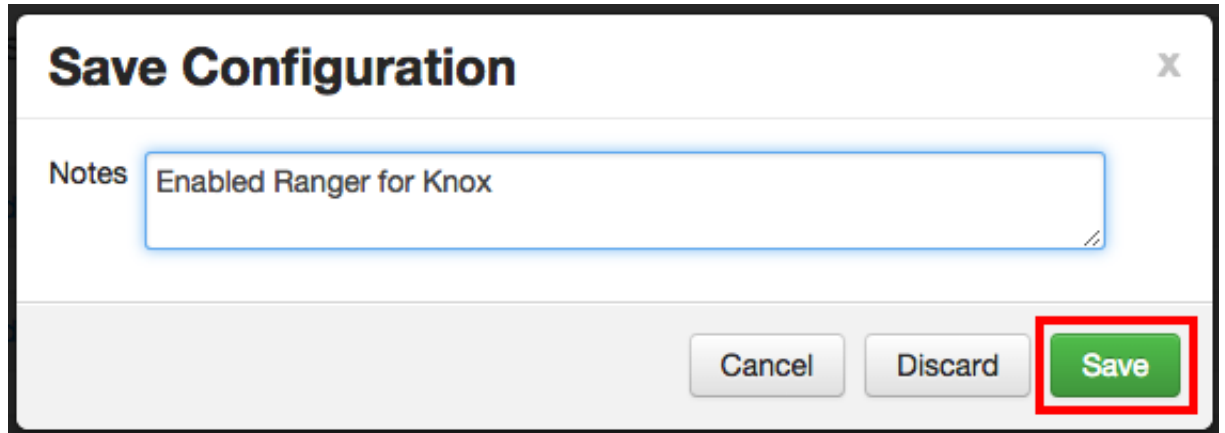 Save Configuration
x
Notes
Enabled Ranger for Knox
Cancel
Discard
Save